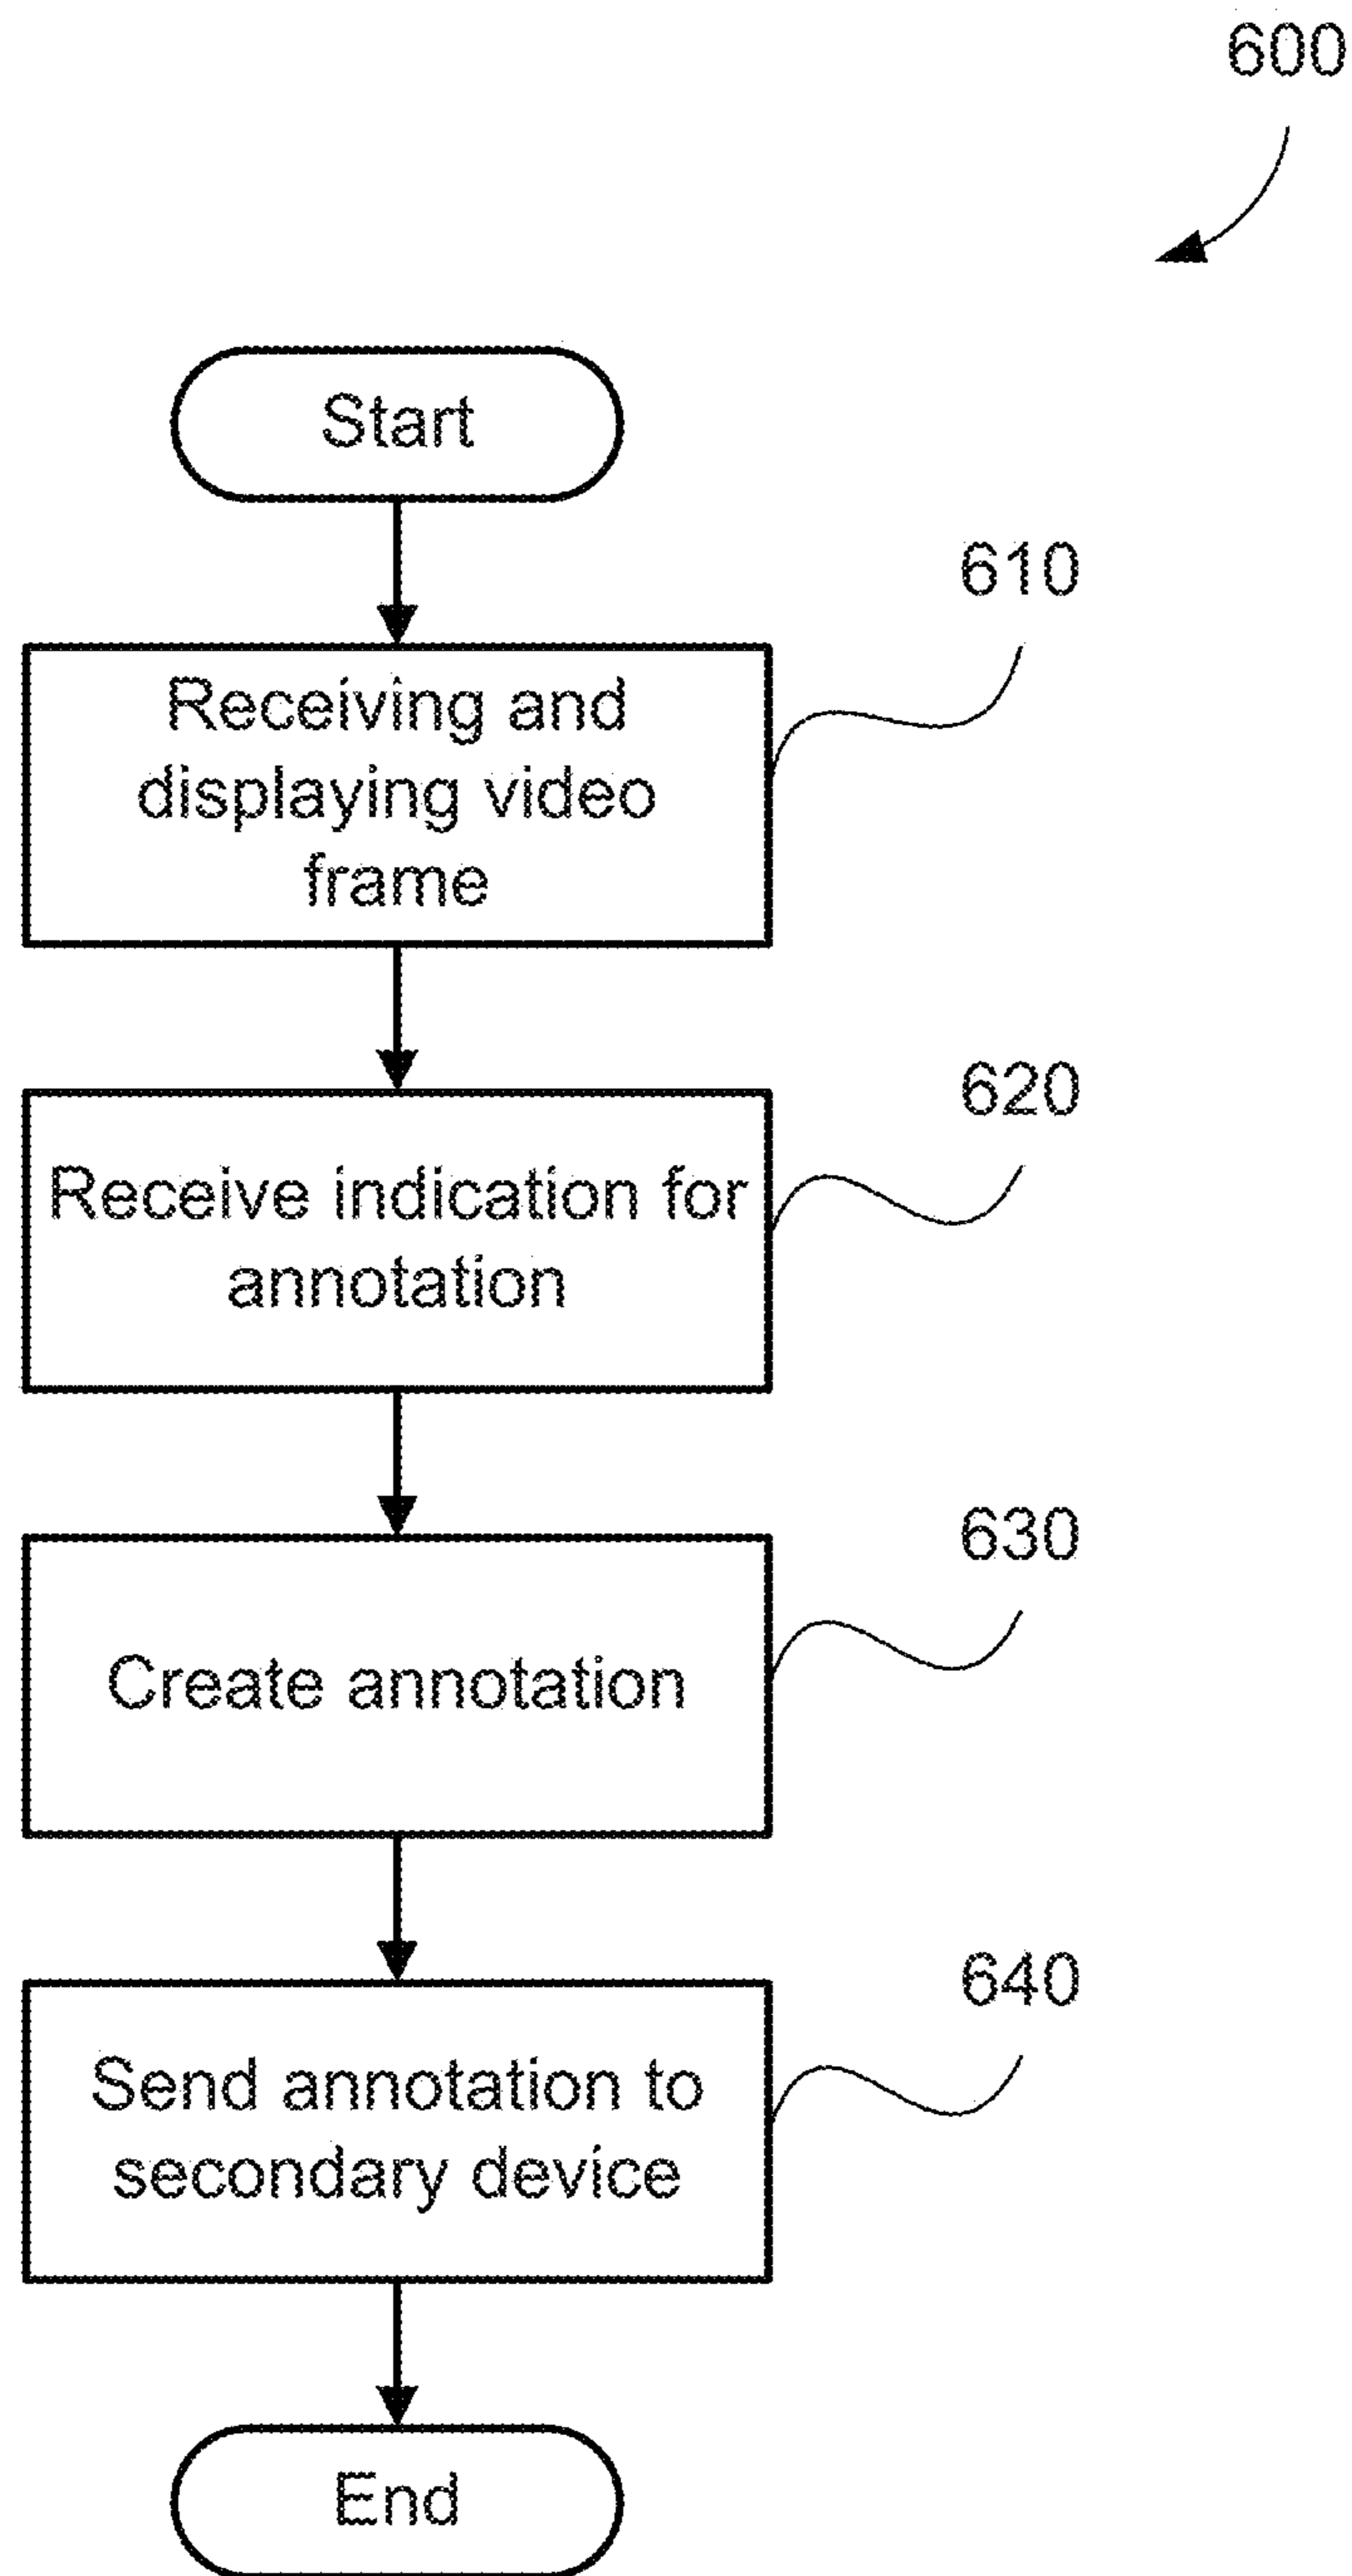 600
Start
610
Receiving and
displaying video
frame
620
Receive indication for
annotation
630
Create annotation
640
Send annotation to
secondary device
End